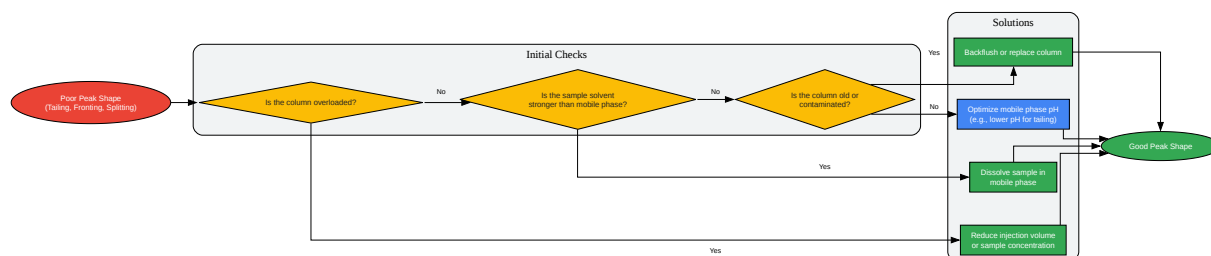 Solutions
Initial Checks
Yes
Backflush or replace column
Poor Peak Shape
(Tailing, Fronting, Splitting)
Is the column overloaded?
No
Is the sample solvent
stronger than mobile phase?
No
Is the column old or
contaminated?
No
Optimize mobile phase pH
(e.g., lower pH for tailing)
Good Peak Shape
Yes
Dissolve sample in
mobile phase
Yes
Reduce injection volume
or sample concentration